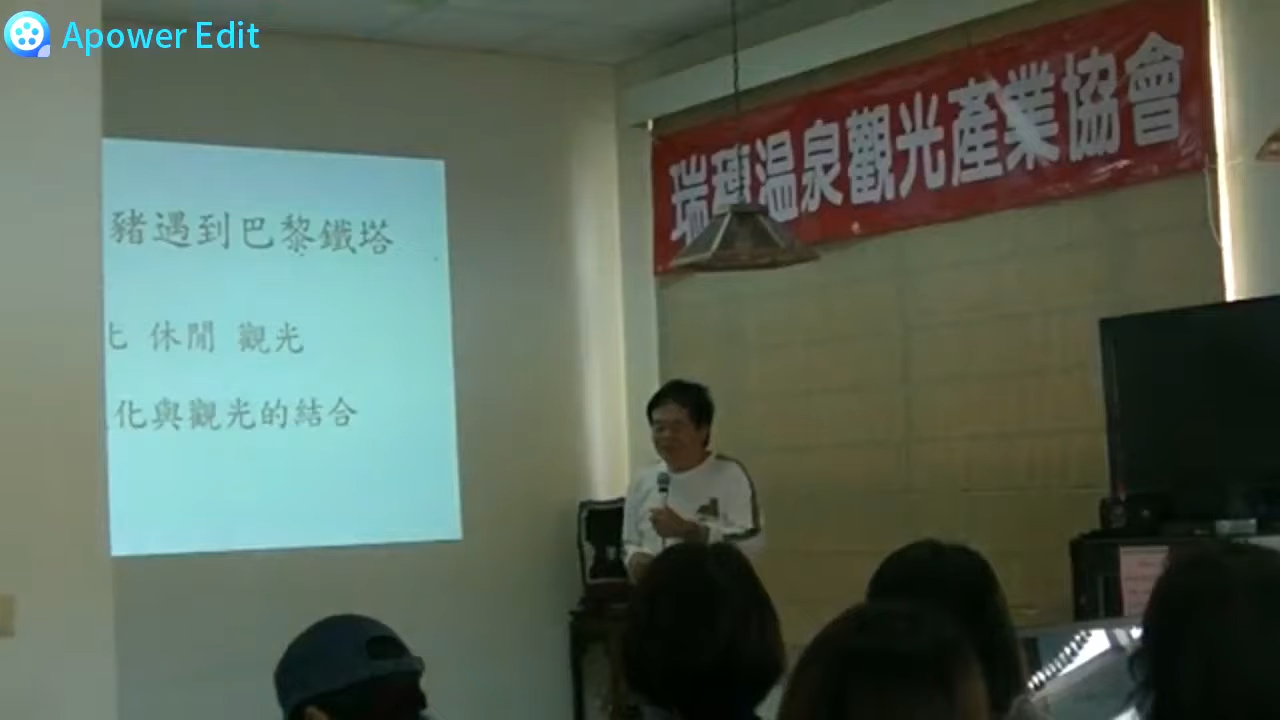 Apower Edit
瑞穗溫泉觀光產業協會
豬遇到巴黎鐵塔
休閒 觀光
化與觀光的結合